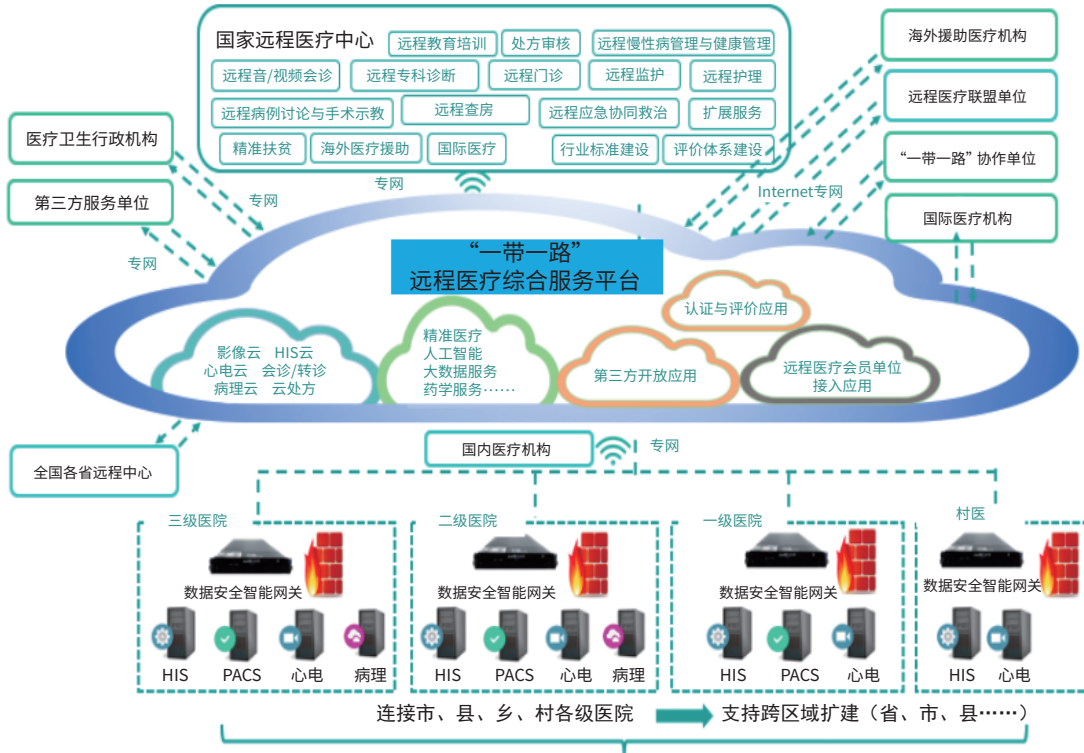 国家远程医疗中心
远程教育培训
处方审核
远程慢性病管理与健康管理
远程音/视频会诊
远程专科诊断
远程门诊
远程监护
远程护理
远程病例讨论与手术示教
远程查房
远程应急协同救治
扩展服务
精准扶贫
海外医疗援助
国际医疗
行业标准建设
评价体系建设
海外援助医疗机构
远程医疗联盟单位
“一带一路”协作单位
国际医疗机构
医疗卫生行政机构
第三方服务单位
专网
专网
专网
Internet专网
“一带一路”
远程医疗综合服务平台
影像云 HIS云
心电云 会诊/转诊
病理云 云处方
精准医疗
人工智能
大数据服务
药学服务……
第三方开放应用
认证与评价应用
远程医疗会员单位
接入应用
全国各省远程中心
国内医疗机构
专网
三级医院
数据安全智能网关
HIS PACS 心电 病理
二级医院
数据安全智能网关
HIS PACS 心电 病理
一级医院
数据安全智能网关
HIS PACS 心电
村医
数据安全智能网关
HIS 心电
连接市、县、乡、村各级医院
支持跨区域扩建（省、市、县……）